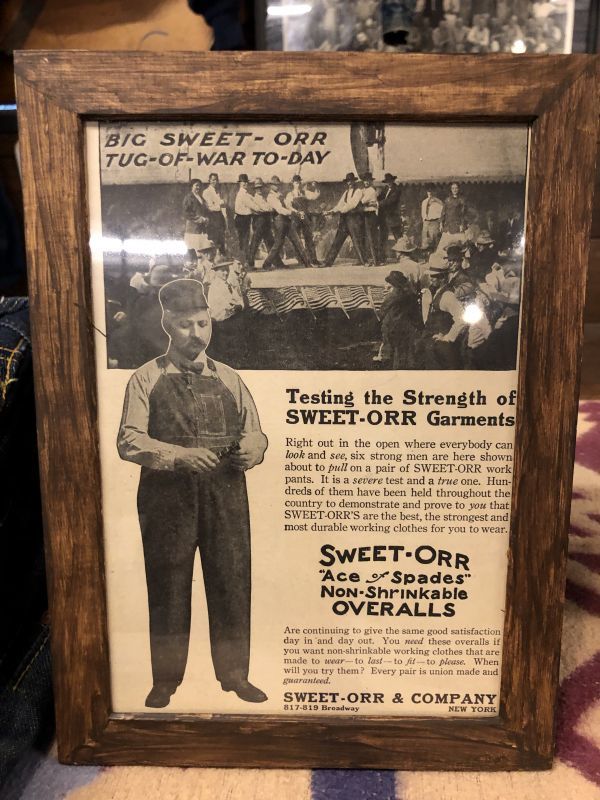 BIG SWEET-ORR
TUG-OF-WAR TO-DAY
Testing the Strength of
SWEET-ORR Garments
Right out in the open where everybody can
look and see, six strong men are here shown
about to pull on a pair of SWEET-ORR work
pants. It is a severe test and a true one. Hun-
dreds of them have been held throughout the
country to demonstrate and prove to you that
SWEET-ORR'S are the best, the strongest and
most durable working clothes for you to wear.
SWEET-ORR
"Ace of Spades"
Non-Shrinkable
OVERALLS
Are continuing to give the same good satisfaction
day in and day out. You need these overalls if
you want non-shrinkable working clothes that are
made to wear—to last—to fit—to please. When
will you try them? Every pair is union made and
guaranteed.
SWEET-ORR & COMPANY
817-819 Broadway NEW YORK